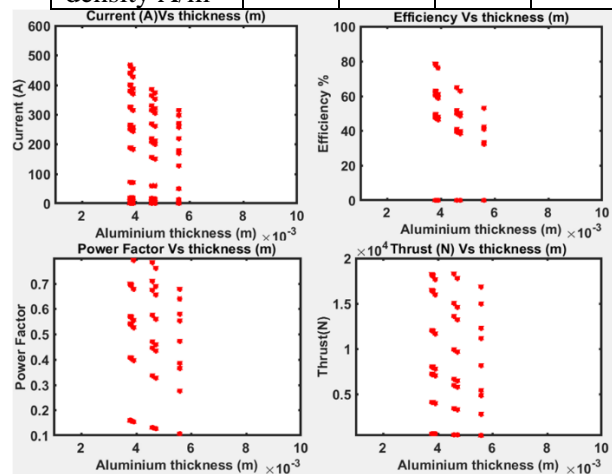 density A/m
Current (A)Vs thickness (m)
600
500
400
300
200
100
0
Current (A)
2 4 6 8 10
Aluminium thickness (m) ×10⁻³
Efficiency Vs thickness (m)
100
80
60
40
20
0
Efficiency %
2 4 6 8 10
Aluminium thickness (m) ×10⁻³
Power Factor Vs thickness (m)
0.7
0.6
0.5
0.4
0.3
0.2
0.1
Power Factor
2 4 6 8 10
Aluminium thickness (m) ×10⁻³
×10⁴ Thrust (N) Vs thickness (m)
2
1.5
1
0.5
Thrust(N)
2 4 6 8 10
Aluminium thickness (m) ×10⁻³